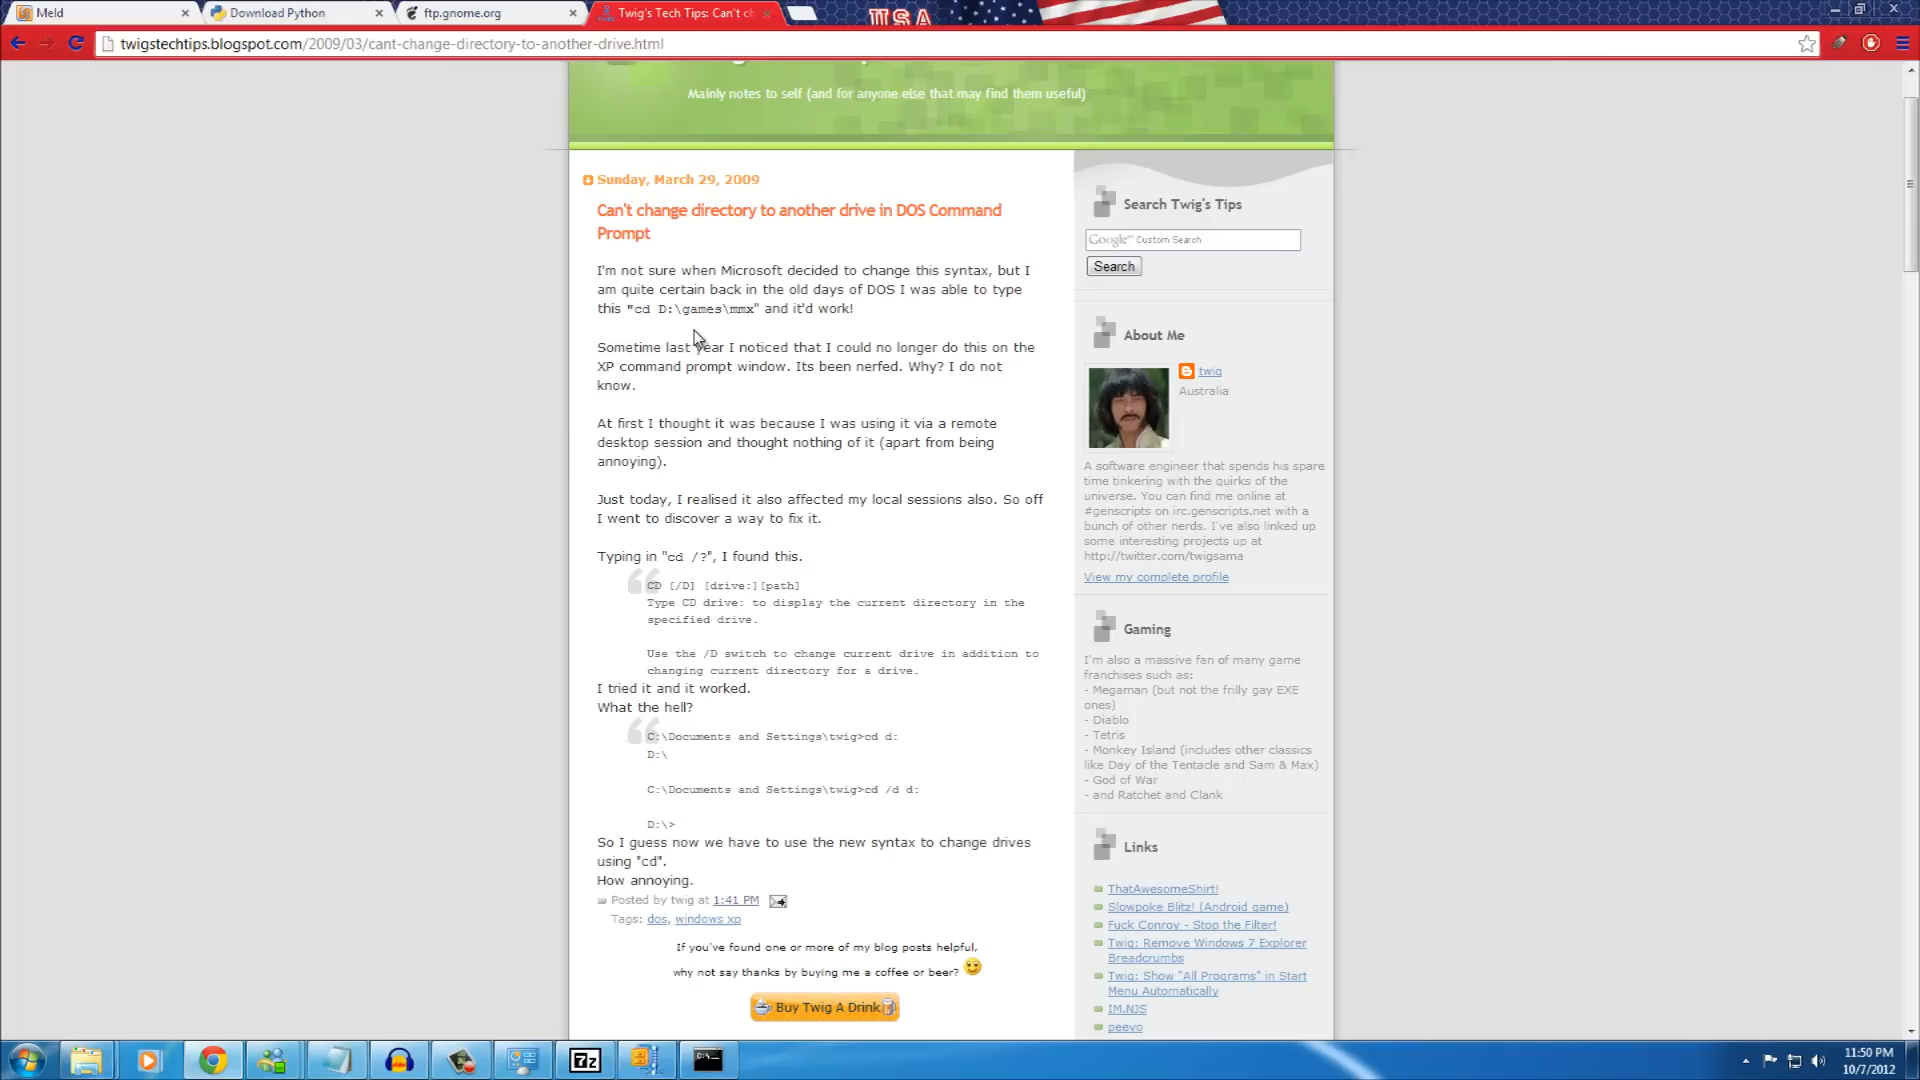 Meld
Download Python
ftp.gnome.org
Twig's Tech Tips: Can't ch
USA
twigstechtips.blogspot.com/2009/03/cant-change-directory-to-another-drive.html
Mainly notes to self (and for anyone else that may find them useful)
Sunday, March 29, 2009
Can't change directory to another drive in DOS Command
Prompt
I'm not sure when Microsoft decided to change this syntax, but I
am quite certain back in the old days of DOS I was able to type
this "cd D:\games\mmx" and it'd work!
Sometime last year I noticed that I could no longer do this on the
XP command prompt window. Its been nerfed. Why? I do not
know.
At first I thought it was because I was using it via a remote
desktop session and thought nothing of it (apart from being
annoying).
Just today, I realised it also affected my local sessions also. So off
I went to discover a way to fix it.
Typing in "cd /?", I found this.
CD [/D] [drive:][path]
Type CD drive: to display the current directory in the
specified drive.
Use the /D switch to change current drive in addition to
changing current directory for a drive.
I tried it and it worked.
What the hell?
C:\Documents and Settings\twig>cd d:
D:\
C:\Documents and Settings\twig>cd /d d:
D:\>
So I guess now we have to use the new syntax to change drives
using "cd".
How annoying.
Posted by twig at 1:41 PM
Tags: dos, windows xp
If you've found one or more of my blog posts helpful,
why not say thanks by buying me a coffee or beer?
Buy Twig A Drink
Search Twig's Tips
Google™ Custom Search
Search
About Me
twig
Australia
A software engineer that spends his spare
time tinkering with the quirks of the
universe. You can find me online at
#genscripts on irc.genscripts.net with a
bunch of other nerds. I've also linked up
some interesting projects up at
http://twitter.com/twigsama
View my complete profile
Gaming
I'm also a massive fan of many game
franchises such as:
- Megaman (but not the frilly gay EXE
ones)
- Diablo
- Tetris
- Monkey Island (includes other classics
like Day of the Tentacle and Sam & Max)
- God of War
- and Ratchet and Clank
Links
ThatAwesomeShirt!
Slowpoke Blitz! (Android game)
Fuck Conroy - Stop the Filter!
Twig: Remove Windows 7 Explorer
Breadcrumbs
Twig: Show "All Programs" in Start
Menu Automatically
IM.NJS
peevo
7z
C:\_
11:50 PM
10/7/2012